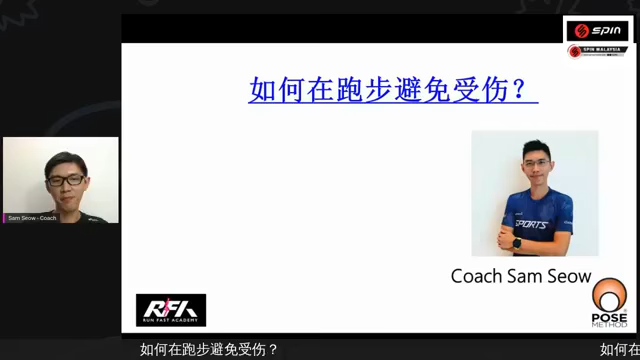 SPIN
SPIN MALAYSIA
如何在跑步避免受伤？
Sam Seow - Coach
SPORTS
Coach Sam Seow
RFA
RUN FAST ACADEMY
POSE
METHOD
如何在跑步避免受伤？
如何在